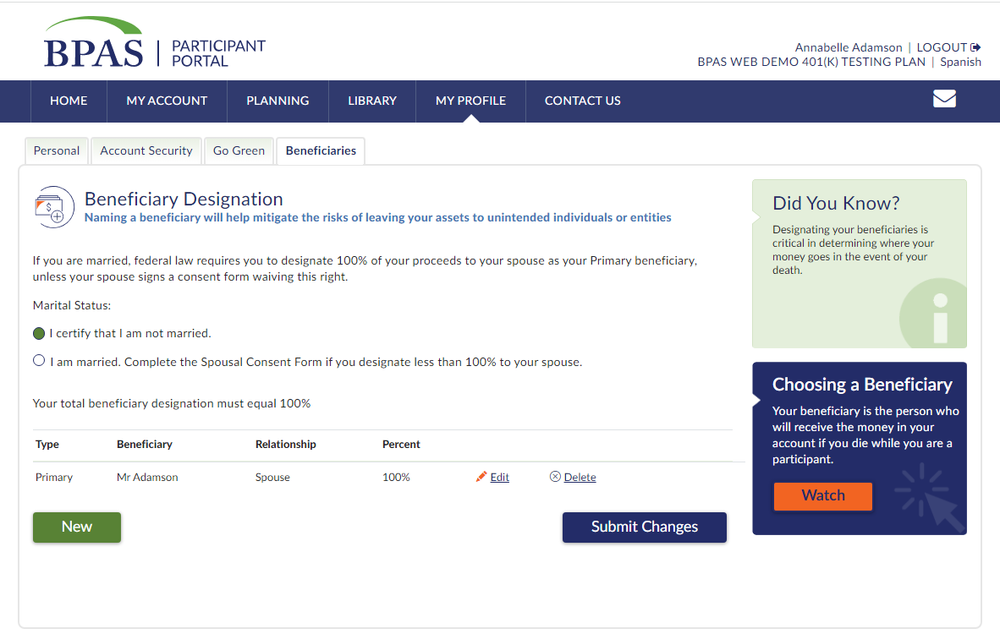 BPAS | PARTICIPANT
PORTAL
Annabelle Adamson | LOGOUT
BPAS WEB DEMO 401(K) TESTING PLAN | Spanish
HOME MY ACCOUNT PLANNING LIBRARY MY PROFILE CONTACT US
Personal Account Security Go Green Beneficiaries
Beneficiary Designation
Naming a beneficiary will help mitigate the risks of leaving your assets to unintended individuals or entities
If you are married, federal law requires you to designate 100% of your proceeds to your spouse as your Primary beneficiary,
unless your spouse signs a consent form waiving this right.
Marital Status:
I certify that I am not married.
I am married. Complete the Spousal Consent Form if you designate less than 100% to your spouse.
Your total beneficiary designation must equal 100%
Type Beneficiary Relationship Percent
Primary Mr Adamson Spouse 100% Edit Delete
New Submit Changes
Did You Know?
Designating your beneficiaries is
critical in determining where your
money goes in the event of your
death.
Choosing a Beneficiary
Your beneficiary is the person who
will receive the money in your
account if you die while you are a
participant.
Watch